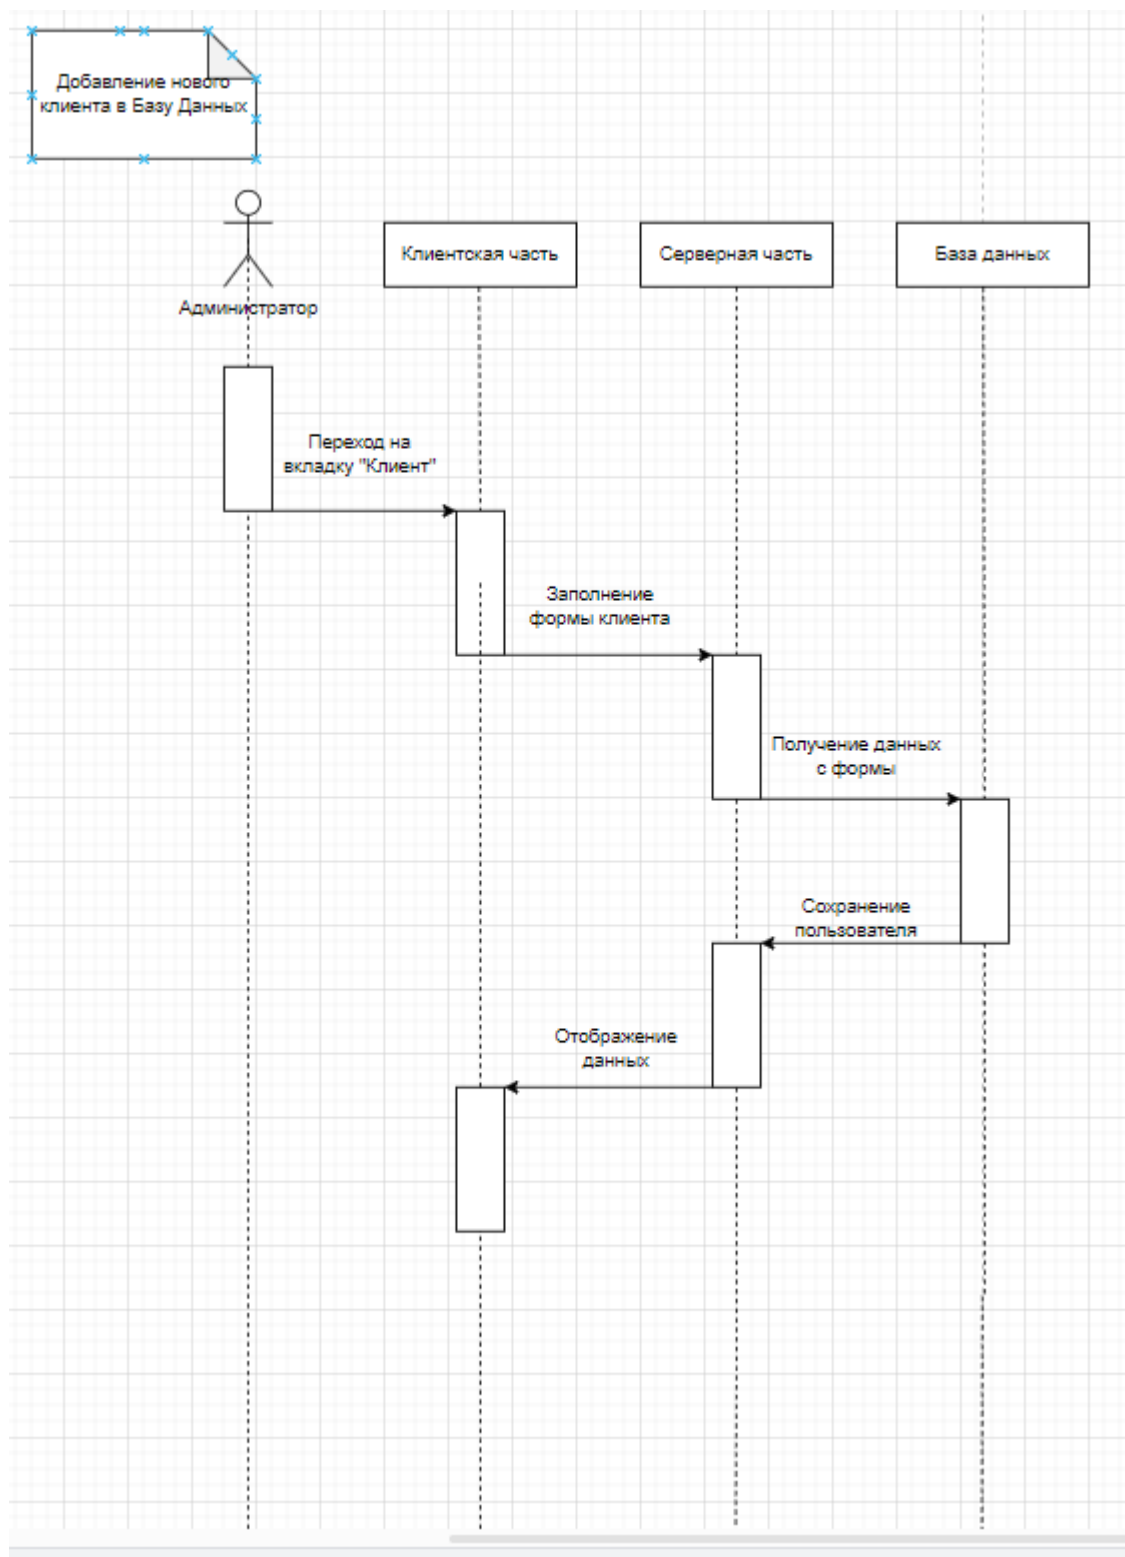 Добавление нового
клиента в Базу Данных
Администратор
Клиентская часть
Серверная часть
База данных
Переход на
вкладку "Клиент"
Заполнение
формы клиента
Получение данных
с формы
Сохранение
пользователя
Отображение
данных